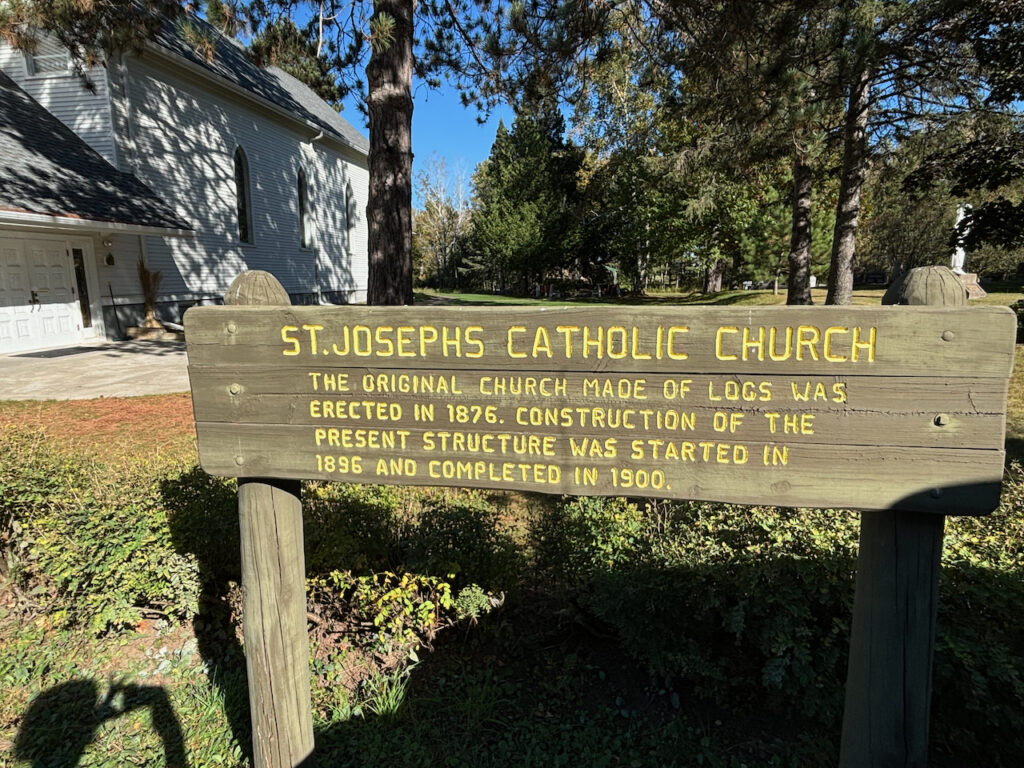 ST.JOSEPHS CATHOLIC CHURCH
THE ORIGINAL CHURCH MADE OF LOGS WAS
ERECTED IN 1876. CONSTRUCTION OF THE
PRESENT STRUCTURE WAS STARTED IN
1896 AND COMPLETED IN 1900.